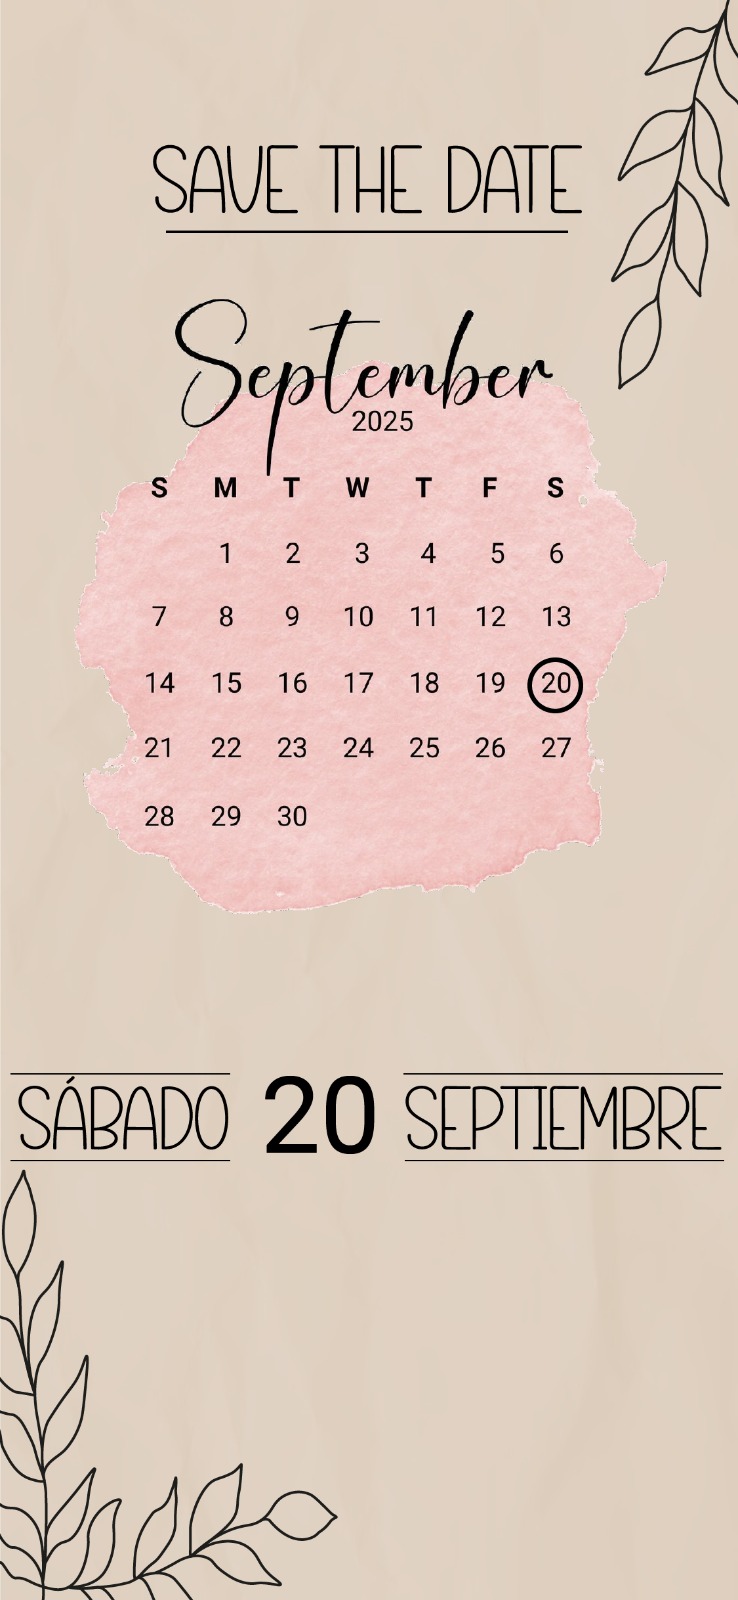 SAVE THE DATE
September
2025
S M T W T F S
1 2 3 4 5 6
7 8 9 10 11 12 13
14 15 16 17 18 19 20
21 22 23 24 25 26 27
28 29 30
SÁBADO 20 SEPTIEMBRE